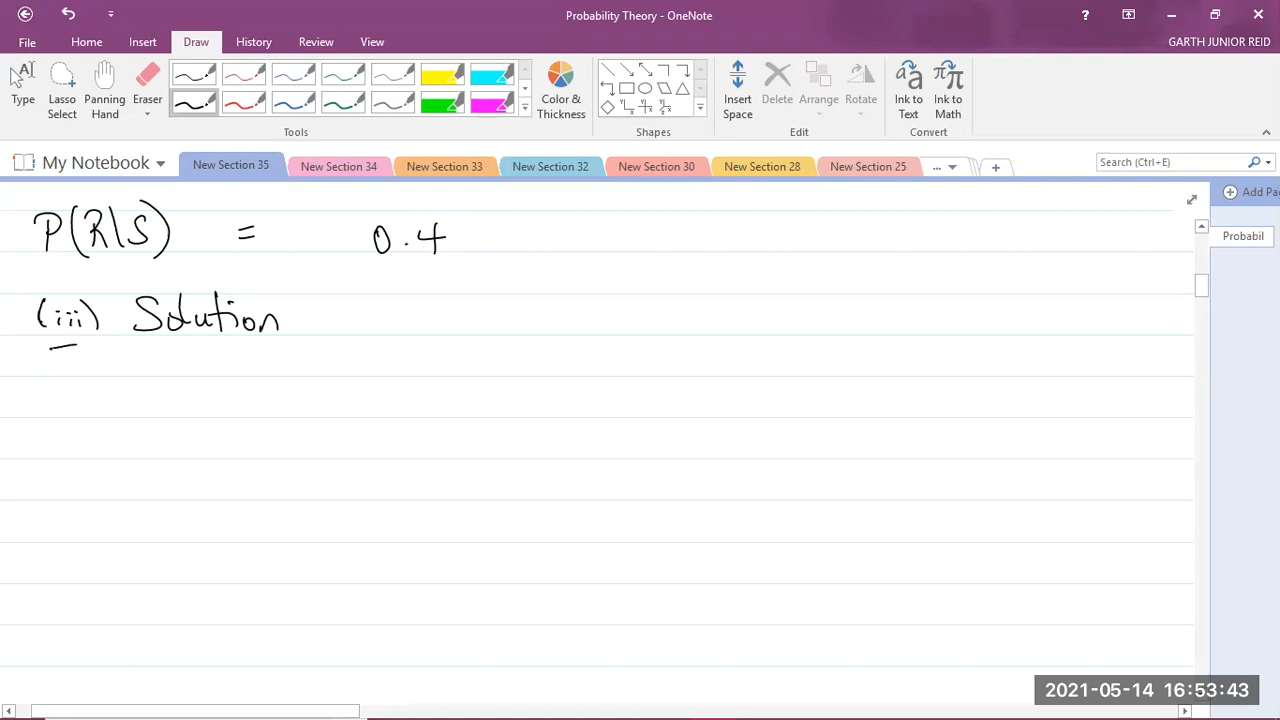 Probability Theory - OneNote
?
File Home Insert Draw History Review View GARTH JUNIOR REID
Type Lasso Select Panning Hand Eraser Color & Thickness Insert Space Delete Arrange Rotate Ink to Text Ink to Math
Tools Shapes Edit Convert
My Notebook New Section 35 New Section 34 New Section 33 New Section 32 New Section 30 New Section 28 New Section 25 ... Search (Ctrl+E)
Add Pa
Probabil
P(R|S) = 0.4
(iii) Solution
2021-05-14 16:53:43